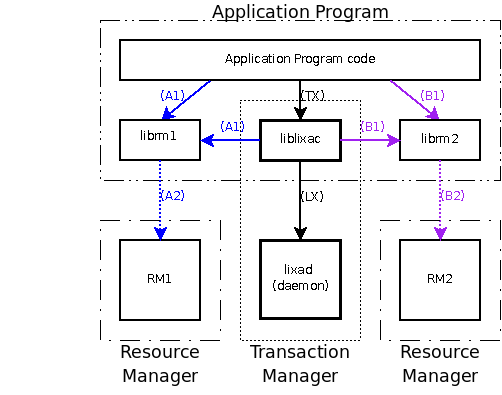 Application Program
Application Program code
(A1) (TX) (B1)
librm1 (A1) liblixac (B1) librm2
(A2) (LX) (B2)
RM1 lixad RM2
(daemon)
Resource Transaction Resource
Manager Manager Manager